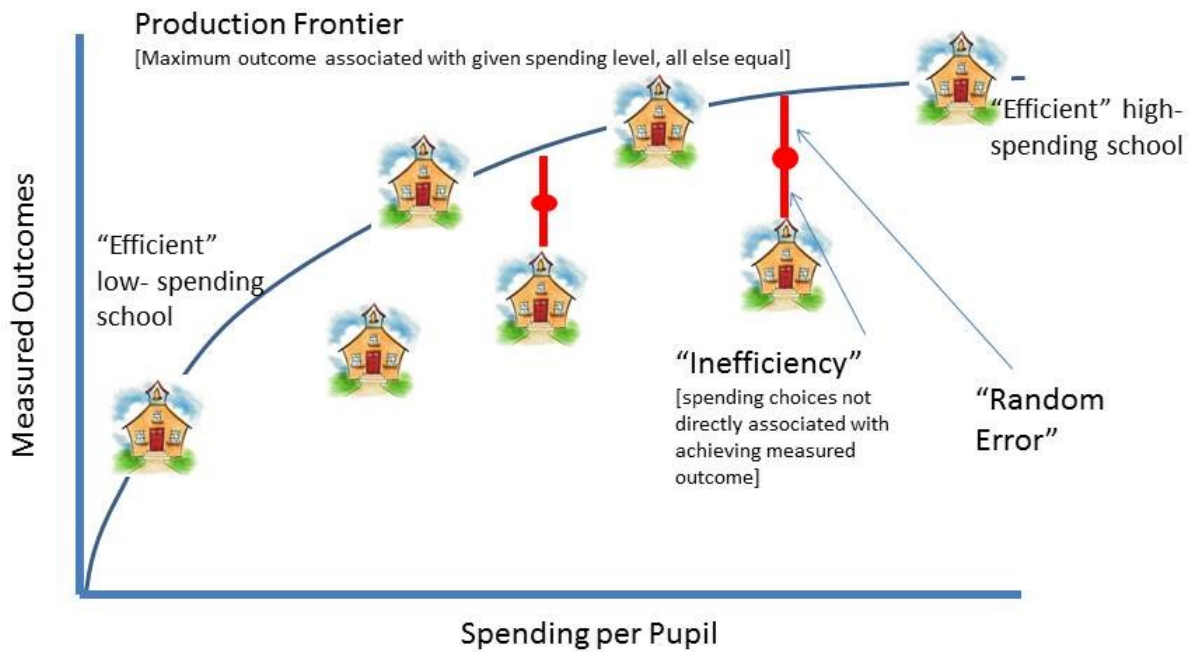 Production Frontier
[Maximum outcome associated with given spending level, all else equal]
“Efficient” high-
spending school
Measured Outcomes
“Efficient”
low- spending
school
“Inefficiency”
[spending choices not
directly associated with
achieving measured
outcome]
“Random
Error”
Spending per Pupil